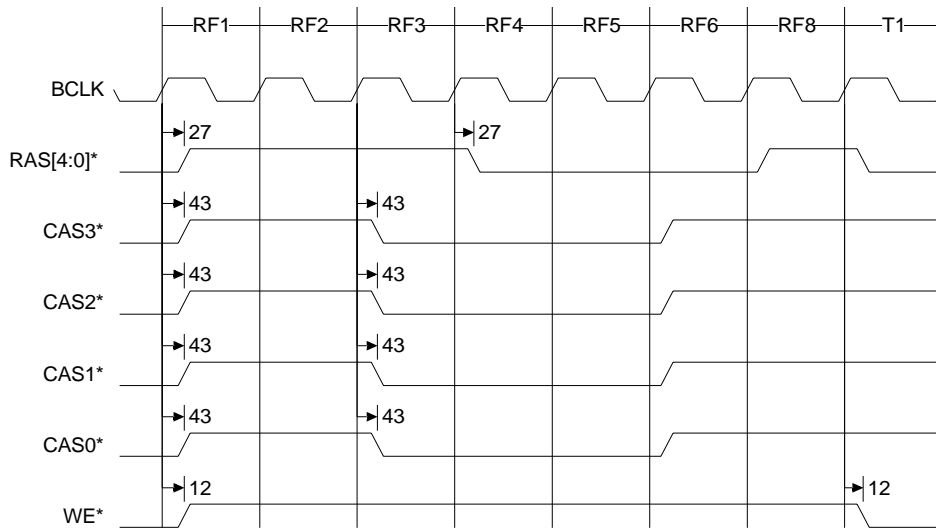 RF1 RF2 RF3 RF4 RF5 RF6 RF8 T1
BCLK
27 27
RAS[4:0]*
43 43
CAS3*
43 43
CAS2*
43 43
CAS1*
43 43
CAS0*
12 12
WE*